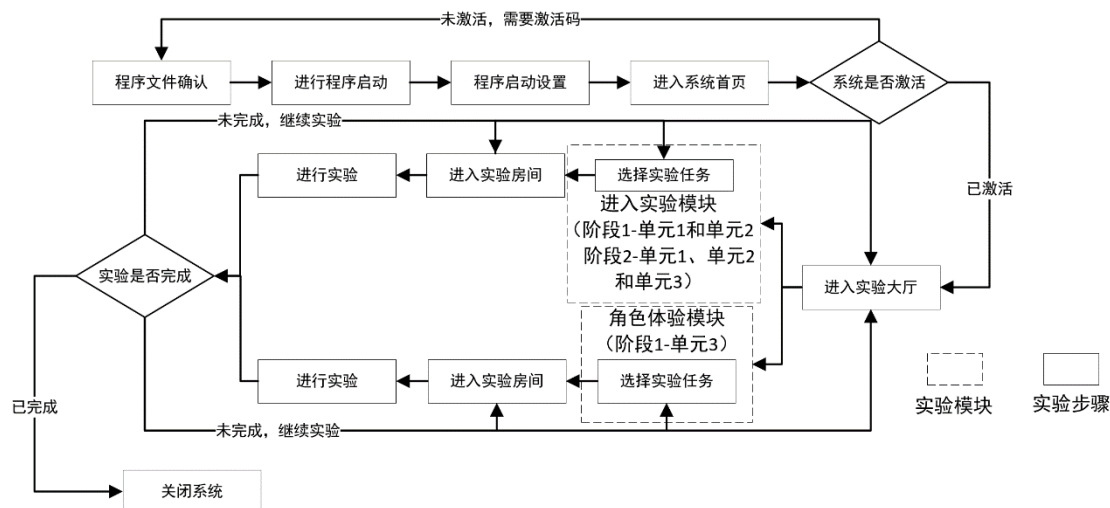 未激活，需要激活码
程序文件确认
进行程序启动
程序启动设置
进入系统首页
系统是否激活
未完成，继续实验
进行实验
进入实验房间
选择实验任务
进入实验模块
（阶段1-单元1和单元2
阶段2-单元1、单元2
和单元3）
已激活
实验是否完成
进入实验大厅
角色体验模块
（阶段1-单元3）
进行实验
进入实验房间
选择实验任务
实验模块
实验步骤
已完成
未完成，继续实验
关闭系统